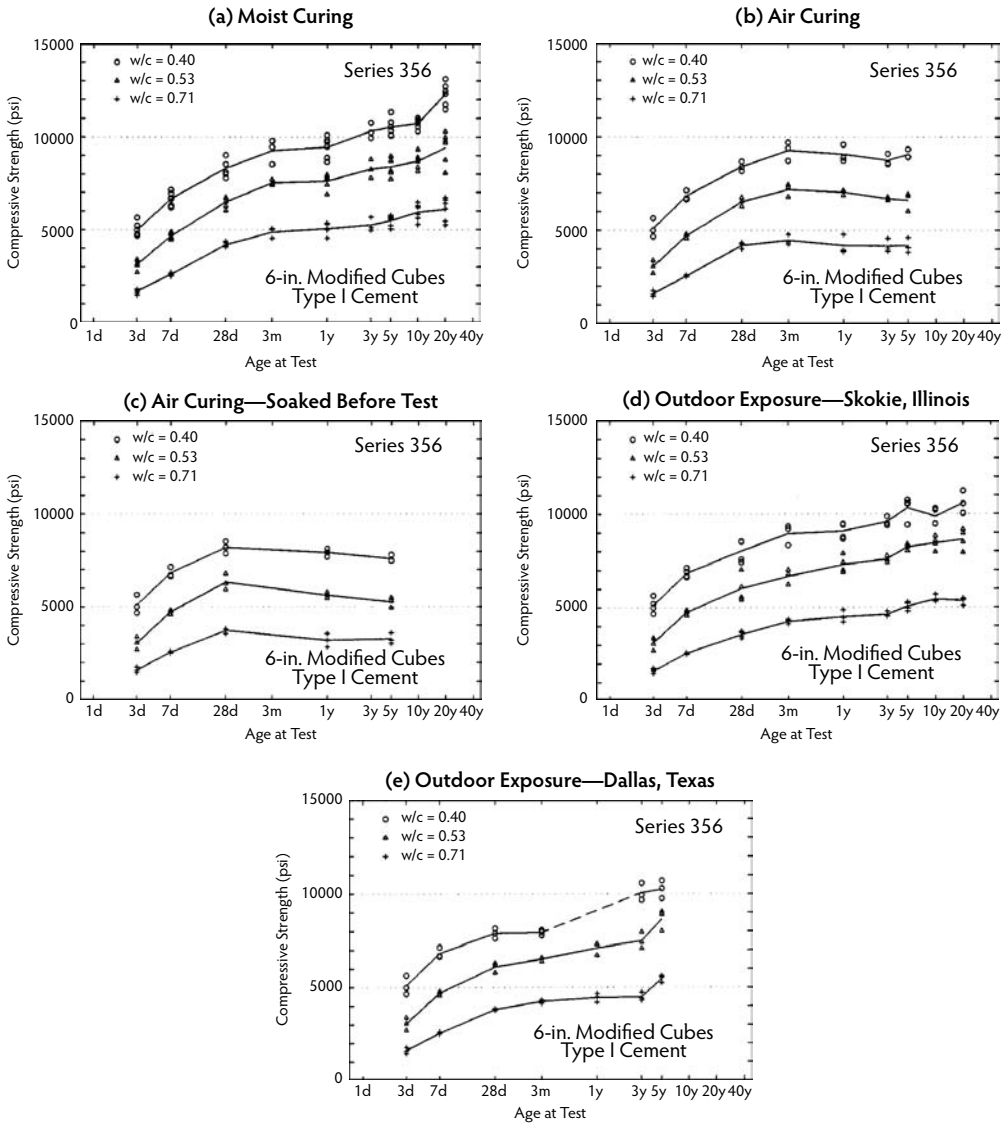 (a) Moist Curing
15000
w/c = 0.40
w/c = 0.53
w/c = 0.71
Series 356
10000
5000
0
Compressive Strength (psi)
6-in. Modified Cubes
Type I Cement
1d 3d 7d 28d 3m 1y 3y 5y 10y 20y 40y
Age at Test
(b) Air Curing
15000
w/c = 0.40
w/c = 0.53
w/c = 0.71
Series 356
10000
5000
0
Compressive Strength (psi)
6-in. Modified Cubes
Type I Cement
1d 3d 7d 28d 3m 1y 3y 5y 10y 20y 40y
Age at Test
(c) Air Curing—Soaked Before Test
15000
w/c = 0.40
w/c = 0.53
w/c = 0.71
Series 356
10000
5000
0
Compressive Strength (psi)
6-in. Modified Cubes
Type I Cement
1d 3d 7d 28d 3m 1y 3y 5y 10y 20y 40y
Age at Test
(d) Outdoor Exposure—Skokie, Illinois
15000
w/c = 0.40
w/c = 0.53
w/c = 0.71
Series 356
10000
5000
0
Compressive Strength (psi)
6-in. Modified Cubes
Type I Cement
1d 3d 7d 28d 3m 1y 3y 5y 10y 20y 40y
Age at Test
(e) Outdoor Exposure—Dallas, Texas
15000
w/c = 0.40
w/c = 0.53
w/c = 0.71
Series 356
10000
5000
0
Compressive Strength (psi)
6-in. Modified Cubes
Type I Cement
1d 3d 7d 28d 3m 1y 3y 5y 10y 20y 40y
Age at Test